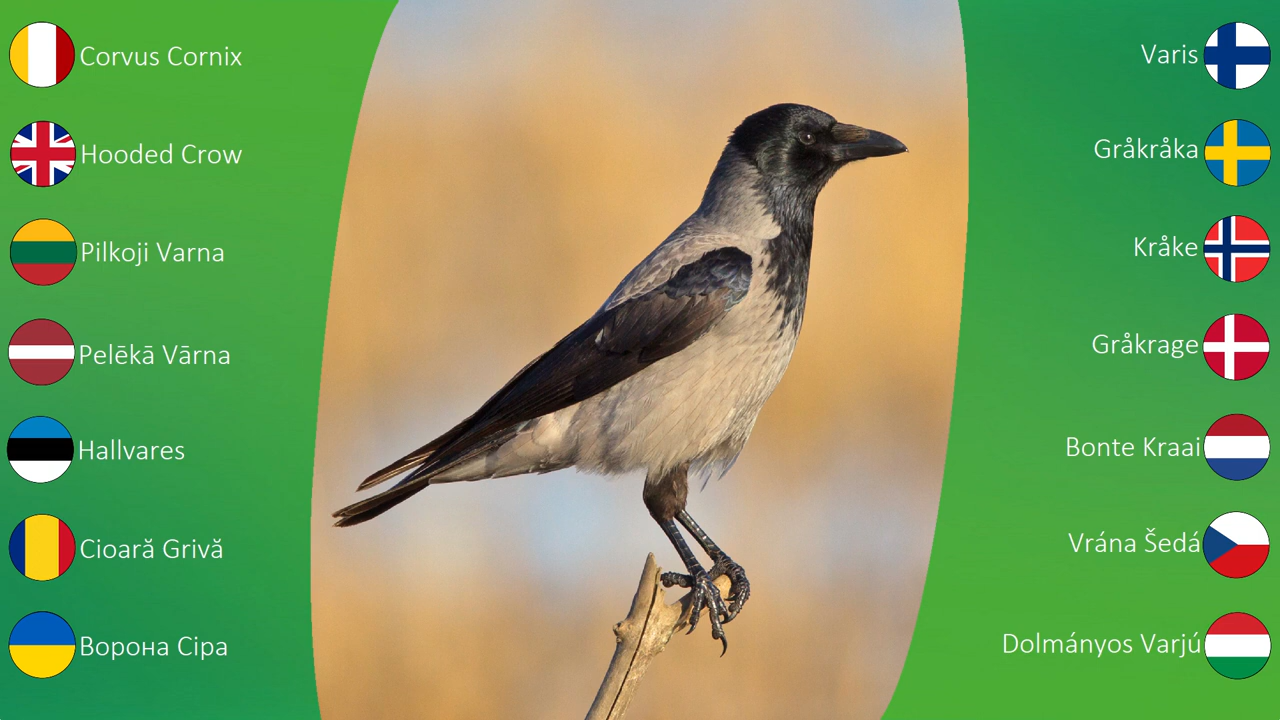 Corvus Cornix
Hooded Crow
Pilkoji Varna
Pelēkā Vārna
Hallvares
Cioară Grivă
Ворона Сіра
Varis
Gråkråka
Kråke
Gråkrage
Bonte Kraai
Vrána Šedá
Dolmányos Varjú